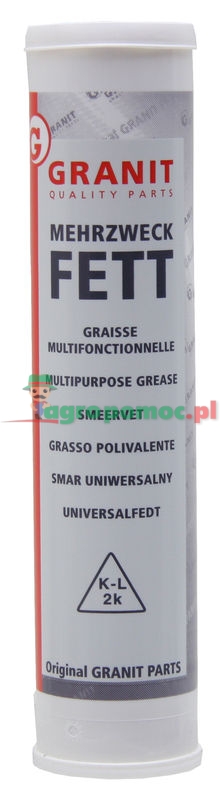 G
GRANIT
QUALITY PARTS
MEHRZWECK
FETT
GRAISSE
MULTIFONCTIONNELLE
MULTIPURPOSE GREASE
SMEERVET
agropomoc.pl
GRASSO POLIVALENTE
SMAR UNIWERSALNY
UNIVERSALFEDT
K-L
2k
Original GRANIT PARTS